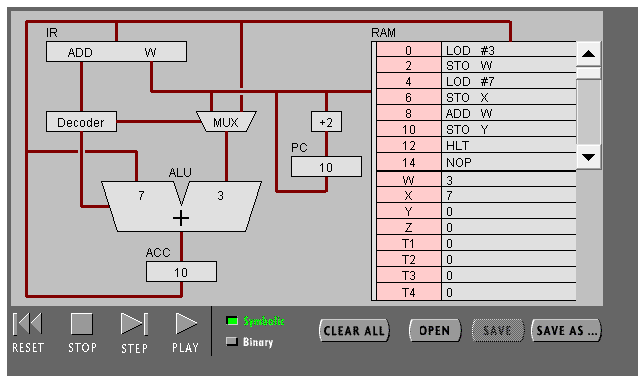 IR
ADD W
Decoder
MUX
+2
PC
10
ALU
7 3
+
ACC
10
RAM
0 LOD #3
2 STO W
4 LOD #7
6 STO X
8 ADD W
10 STO Y
12 HLT
14 NOP
W 3
X 7
Y 0
Z 0
T1 0
T2 0
T3 0
T4 0
RESET
STOP
STEP
PLAY
Symbolic
Binary
CLEAR ALL
OPEN
SAVE
SAVE AS ...